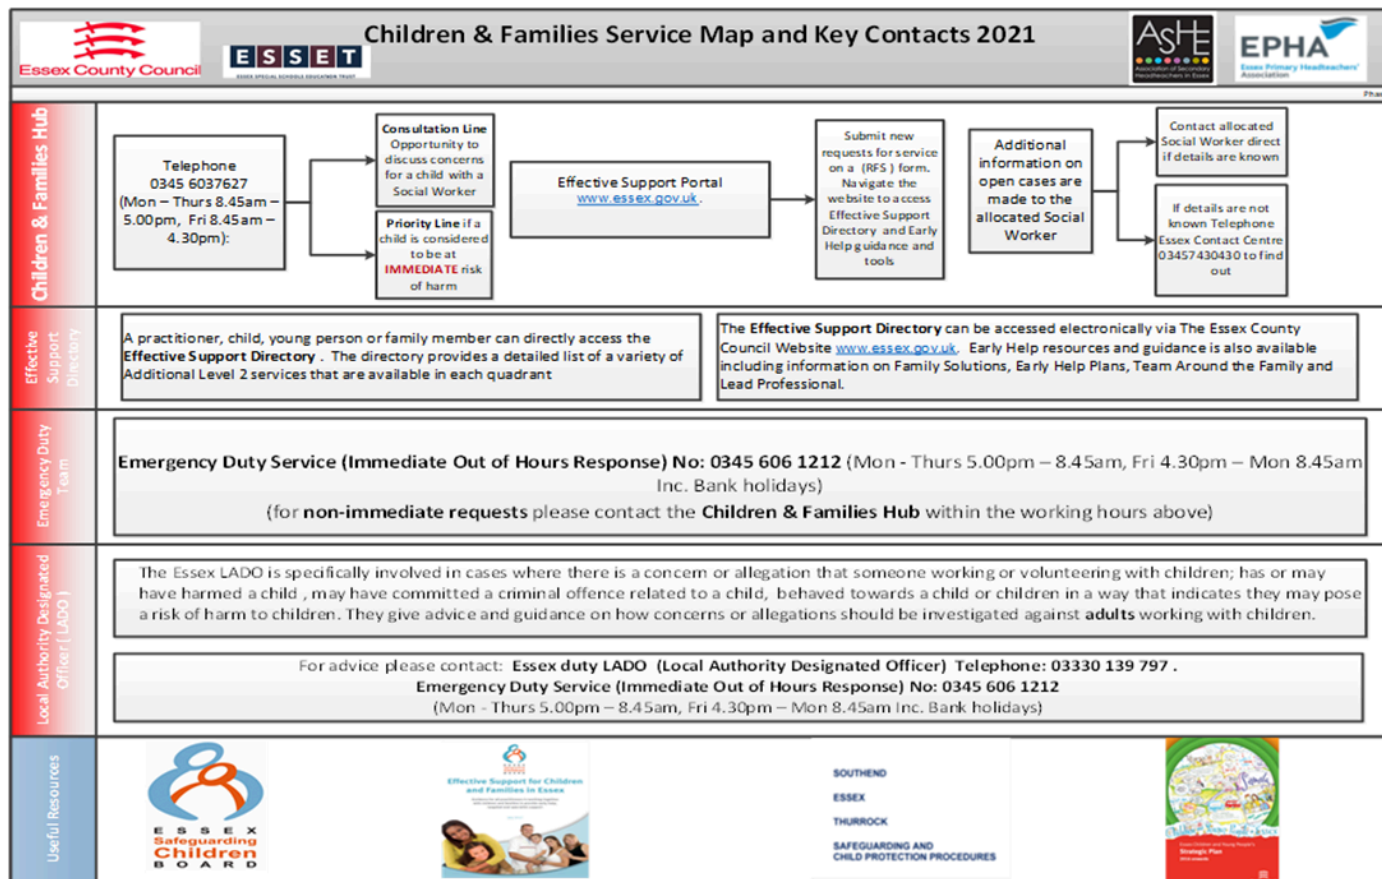 Children & Families Service Map and Key Contacts 2021
Essex County Council
ESSET
ESSEX SPECIAL SCHOOLS EDUCATION TRUST
ASHE
Association of Secondary
Headteachers in Essex
EPHA
Essex Primary Headteachers'
Association
Phas
Children & Families Hub
Telephone
0345 6037627
(Mon – Thurs 8.45am –
5.00pm, Fri 8.45am –
4.30pm):
Consultation Line
Opportunity to
discuss concerns
for a child with a
Social Worker
Priority Line if a
child is considered
to be at
IMMEDIATE risk
of harm
Effective Support Portal
www.essex.gov.uk .
Submit new
requests for service
on a (RFS ) form.
Navigate the
website to access
Effective Support
Directory and Early
Help guidance and
tools
Additional
information on
open cases are
made to the
allocated Social
Worker
Contact allocated
Social Worker direct
if details are known
If details are not
known Telephone
Essex Contact Centre
03457430430 to find
out
Effective
Support
Directory
A practitioner, child, young person or family member can directly access the
Effective Support Directory . The directory provides a detailed list of a variety of
Additional Level 2 services that are available in each quadrant
The Effective Support Directory can be accessed electronically via The Essex County
Council Website www.essex.gov.uk. Early Help resources and guidance is also available
including information on Family Solutions, Early Help Plans, Team Around the Family and
Lead Professional.
Emergency Duty
Team
Emergency Duty Service (Immediate Out of Hours Response) No: 0345 606 1212 (Mon - Thurs 5.00pm – 8.45am, Fri 4.30pm – Mon 8.45am
Inc. Bank holidays)
(for non-immediate requests please contact the Children & Families Hub within the working hours above)
Local Authority Designated
Officer ( LADO )
The Essex LADO is specifically involved in cases where there is a concern or allegation that someone working or volunteering with children; has or may
have harmed a child , may have committed a criminal offence related to a child, behaved towards a child or children in a way that indicates they may pose
a risk of harm to children. They give advice and guidance on how concerns or allegations should be investigated against adults working with children.
For advice please contact: Essex duty LADO (Local Authority Designated Officer) Telephone: 03330 139 797 .
Emergency Duty Service (Immediate Out of Hours Response) No: 0345 606 1212
(Mon - Thurs 5.00pm – 8.45am, Fri 4.30pm – Mon 8.45am Inc. Bank holidays)
Useful Resources
ESSEX
Safeguarding
Children
BOARD
Effective Support for Children
and Families in Essex
SOUTHEND
ESSEX
THURROCK
SAFEGUARDING AND
CHILD PROTECTION PROCEDURES
Essex Children and Young People's
Strategic Plan